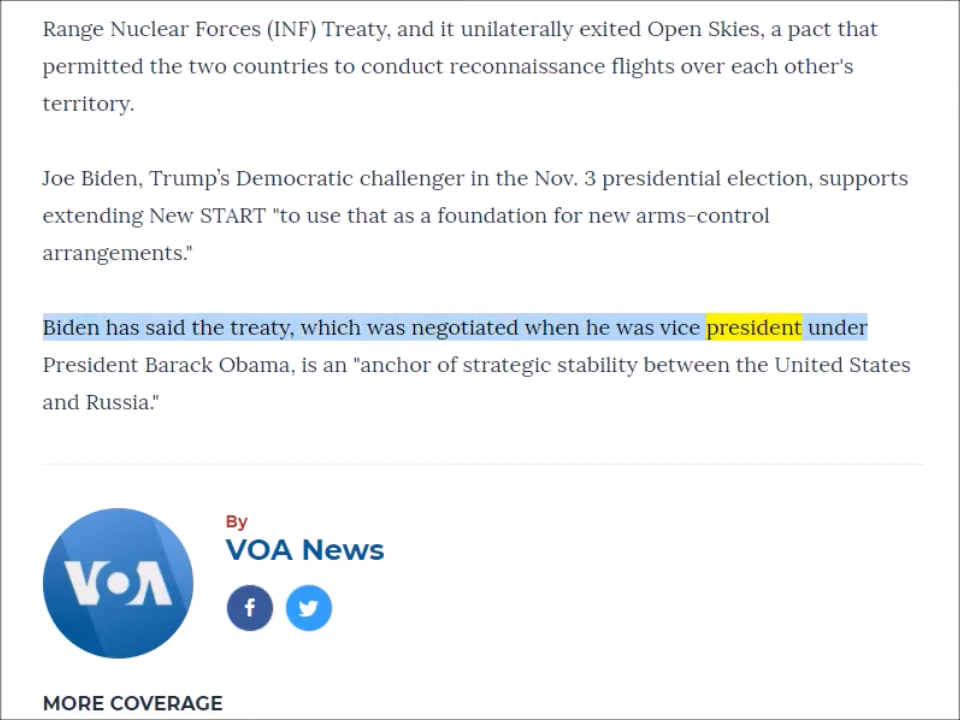 Range Nuclear Forces (INF) Treaty, and it unilaterally exited Open Skies, a pact that
permitted the two countries to conduct reconnaissance flights over each other's
territory.
Joe Biden, Trump’s Democratic challenger in the Nov. 3 presidential election, supports
extending New START "to use that as a foundation for new arms-control
arrangements."
Biden has said the treaty, which was negotiated when he was vice president under
President Barack Obama, is an "anchor of strategic stability between the United States
and Russia."
VOA
By
VOA News
MORE COVERAGE